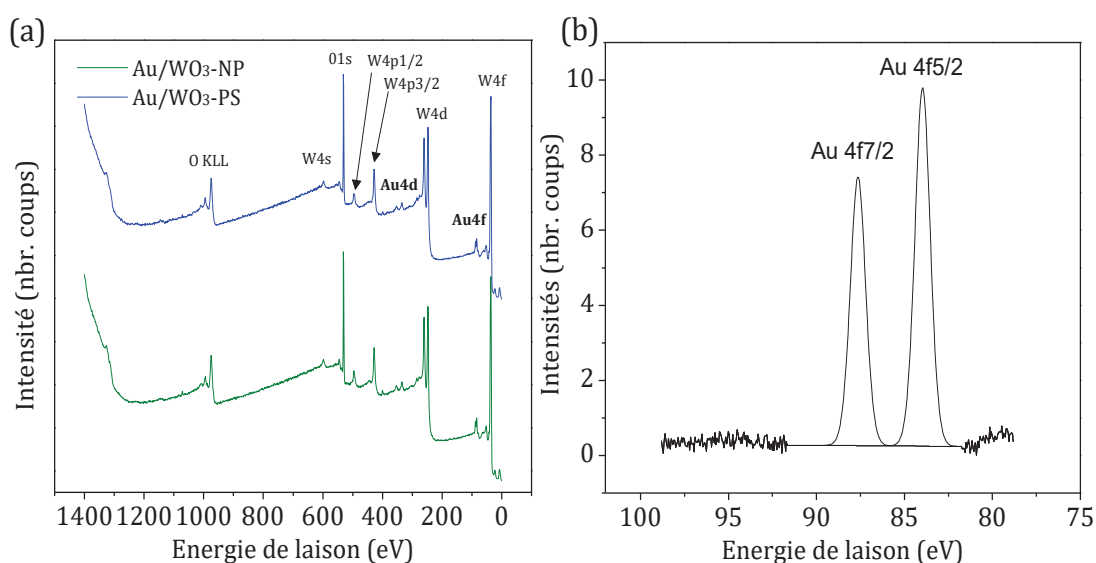 (a)
Au/WO3-NP
Au/WO3-PS
01s
W4p1/2
W4p3/2
W4f
W4d
O KLL
W4s
Au4d
Au4f
Intensité (nbr. coups)
1400 1200 1000 800 600 400 200 0
Energie de laison (eV)
(b)
Au 4f5/2
Au 4f7/2
Intensités (nbr. coups)
10
8
6
4
2
0
100 95 90 85 80 75
Energie de laison (eV)